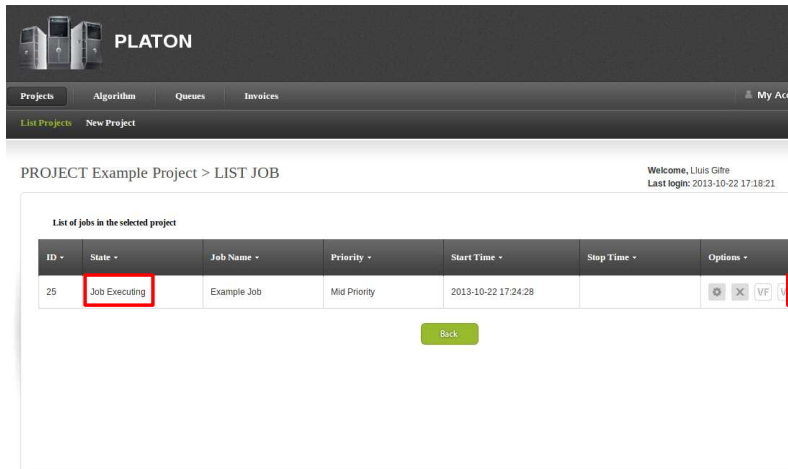 PLATON
Projects Algorithm Queues Invoices My Acc
List Projects New Project
PROJECT Example Project > LIST JOB
Welcome, Lluis Gifre
Last login: 2013-10-22 17:18:21
List of jobs in the selected project
ID State Job Name Priority Start Time Stop Time Options
25 Job Executing Example Job Mid Priority 2013-10-22 17:24:28 VF V
Back